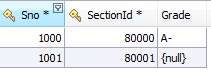 Sno * SectionId * Grade
1000 80000 A-
1001 80001 {null}